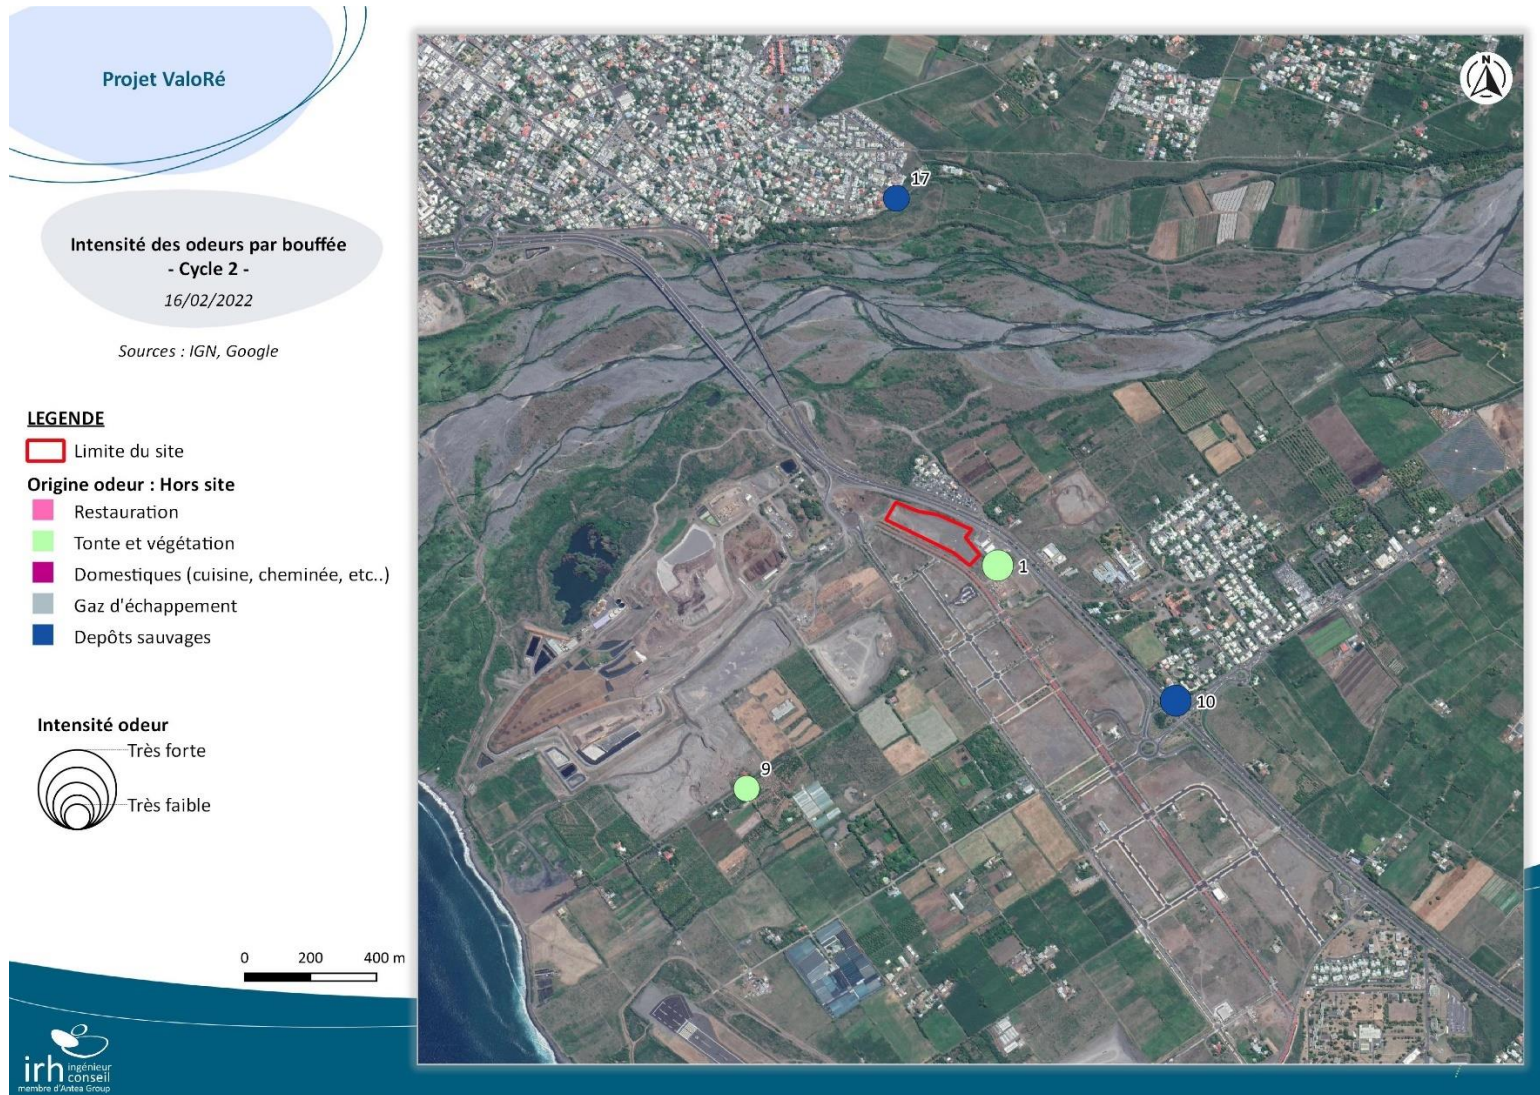 Projet ValoRé
Intensité des odeurs par bouffée
- Cycle 2 -
16/02/2022
Sources : IGN, Google
LEGENDE
Limite du site
Origine odeur : Hors site
Restauration
Tonte et végétation
Domestiques (cuisine, cheminée, etc..)
Gaz d'échappement
Depôts sauvages
Intensité odeur
Très forte
Très faible
0 200 400 m
irh ingénieur
conseil
membre d'Antea Group
N
17
1
10
9